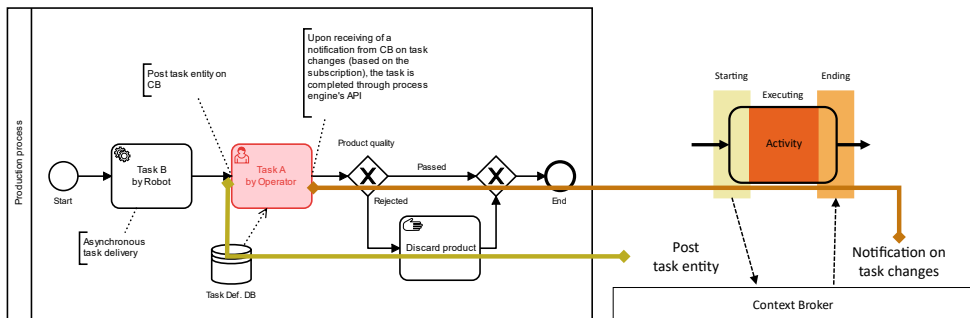 Production process
Post task entity on
CB
Upon receiving of a
notification from CB on task
changes (based on the
subscription), the task is
completed through process
engine's API
Task B
by Robot
Task A
by Operator
Product quality
Passed
Rejected
Start
End
Asynchronous
task delivery
Discard product
Task Def. DB
Starting
Ending
Executing
Activity
Post
task entity
Notification on
task changes
Context Broker